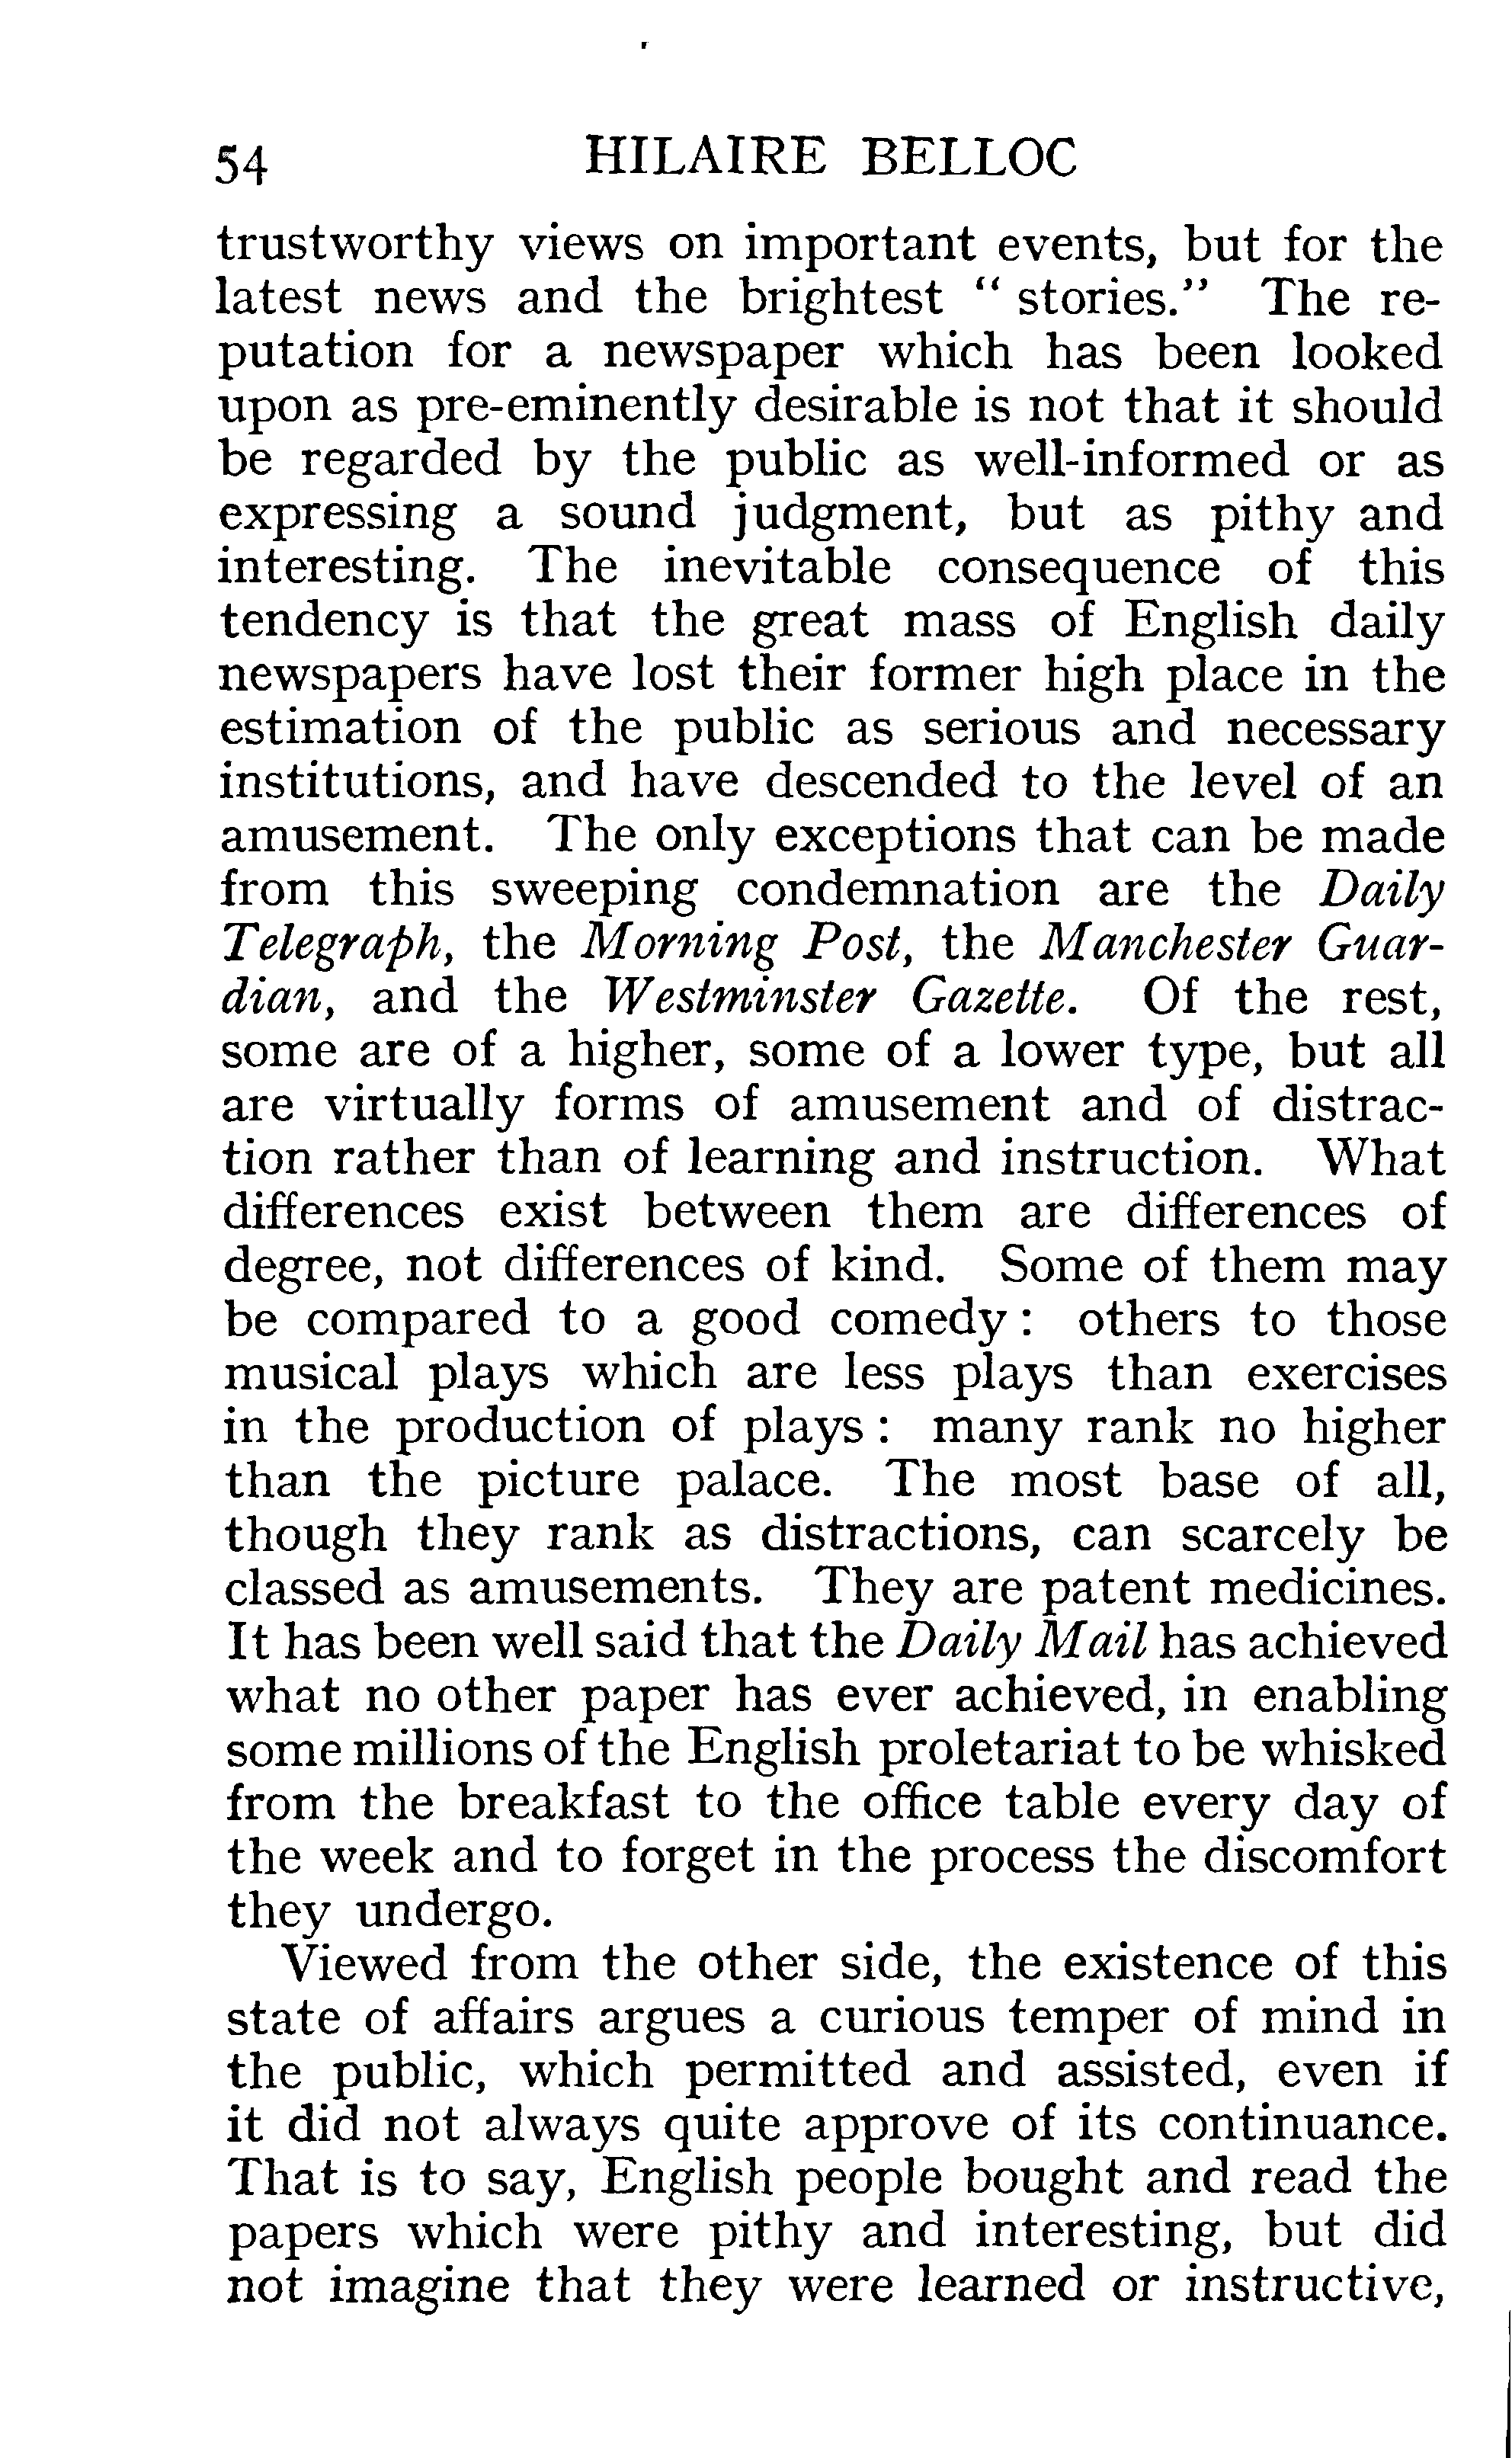 54 HILAIRE BELLOC
trustworthy views on important events, but for the
latest news and the brightest “ stories.” The re-
putation for a newspaper which has been looked
upon as pre-eminently desirable is not that it should
be regarded by the public as well-informed or as
expressing a sound judgment, but as pithy and
interesting. The inevitable consequence of this
tendency is that the great mass of English daily
newspapers have lost their former high place in the
estimation of the public as serious and necessary
institutions, and have descended to the level of an
amusement. The only exceptions that can be made
from this sweeping condemnation are the Daily
Telegraph, the Morning Post, the Manchester Guar-
dian, and the Westminster Gazette. Of the rest,
some are of a higher, some of a lower type, but all
are virtually forms of amusement and of distrac-
tion rather than of learning and instruction. What
differences exist between them are differences of
degree, not differences of kind. Some of them may
be compared to a good comedy : others to those
musical plays which are less plays than exercises
in the production of plays : many rank no higher
than the picture palace. The most base of all,
though they rank as distractions, can scarcely be
classed as amusements. They are patent medicines.
It has been well said that the Daily Mail has achieved
what no other paper has ever achieved, in enabling
some millions of the English proletariat to be whisked
from the breakfast to the office table every day of
the week and to forget in the process the discomfort
they undergo.
Viewed from the other side, the existence of this
state of affairs argues a curious temper of mind in
the public, which permitted and assisted, even if
it did not always quite approve of its continuance.
That is to say, English people bought and read the
papers which were pithy and interesting, but did
not imagine that they were learned or instructive,